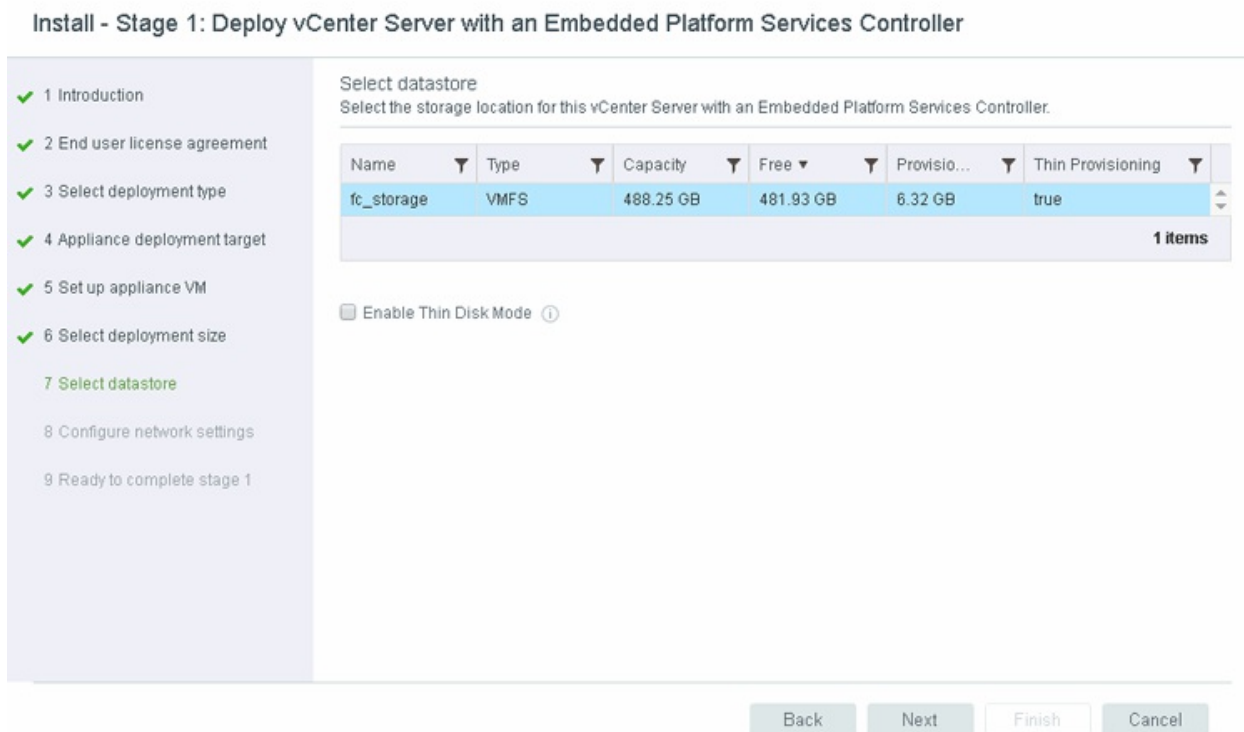 Install - Stage 1: Deploy vCenter Server with an Embedded Platform Services Controller
1 Introduction
2 End user license agreement
3 Select deployment type
4 Appliance deployment target
5 Set up appliance VM
6 Select deployment size
7 Select datastore
8 Configure network settings
9 Ready to complete stage 1
Select datastore
Select the storage location for this vCenter Server with an Embedded Platform Services Controller.
Name Type Capacity Free Provisio... Thin Provisioning
fc_storage VMFS 488.25 GB 481.93 GB 6.32 GB true
1 items
Enable Thin Disk Mode
Back Next Finish Cancel